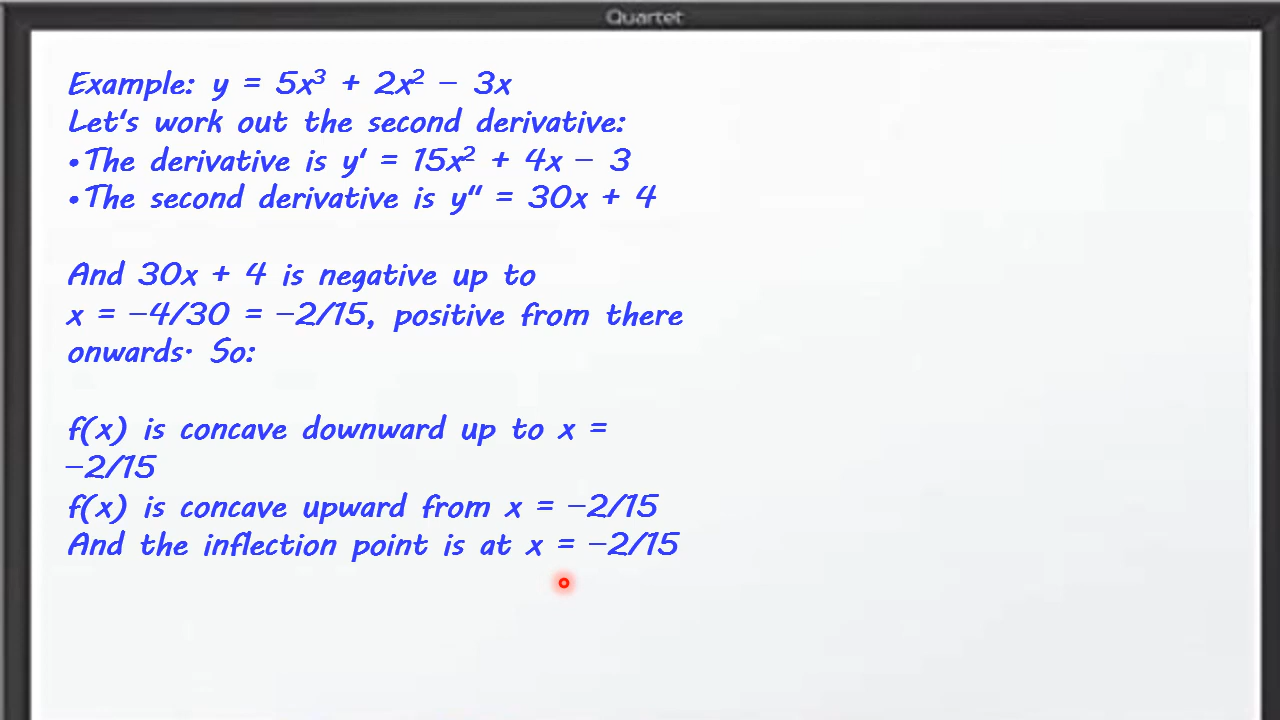 Quartet
Example: y = 5x³ + 2x² − 3x
Let's work out the second derivative:
•The derivative is y' = 15x² + 4x − 3
•The second derivative is y" = 30x + 4
And 30x + 4 is negative up to
x = −4/30 = −2/15, positive from there
onwards. So:
f(x) is concave downward up to x =
−2/15
f(x) is concave upward from x = −2/15
And the inflection point is at x = −2/15